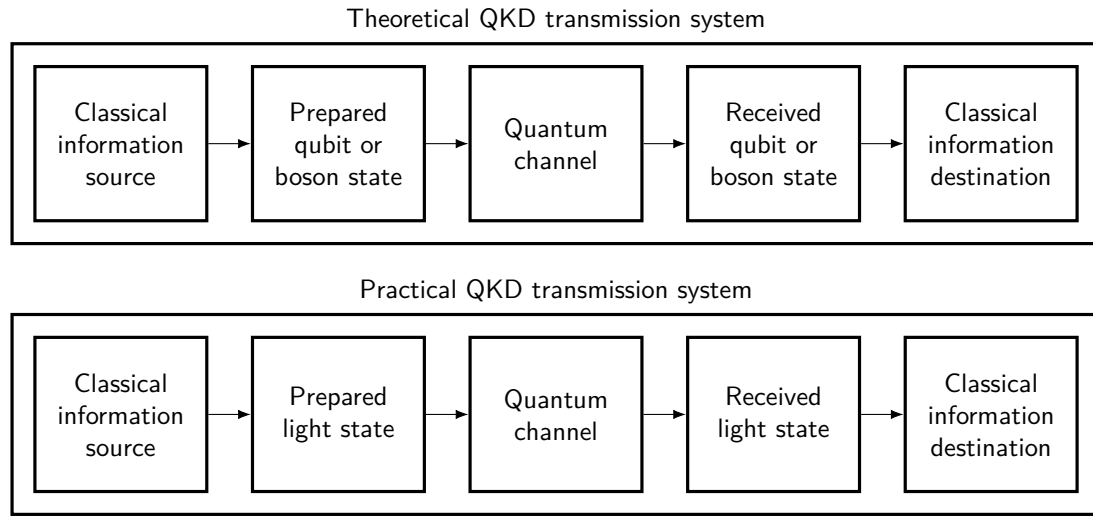 Theoretical QKD transmission system
Classical
information
source
Prepared
qubit or
boson state
Quantum
channel
Received
qubit or
boson state
Classical
information
destination
Practical QKD transmission system
Classical
information
source
Prepared
light state
Quantum
channel
Received
light state
Classical
information
destination